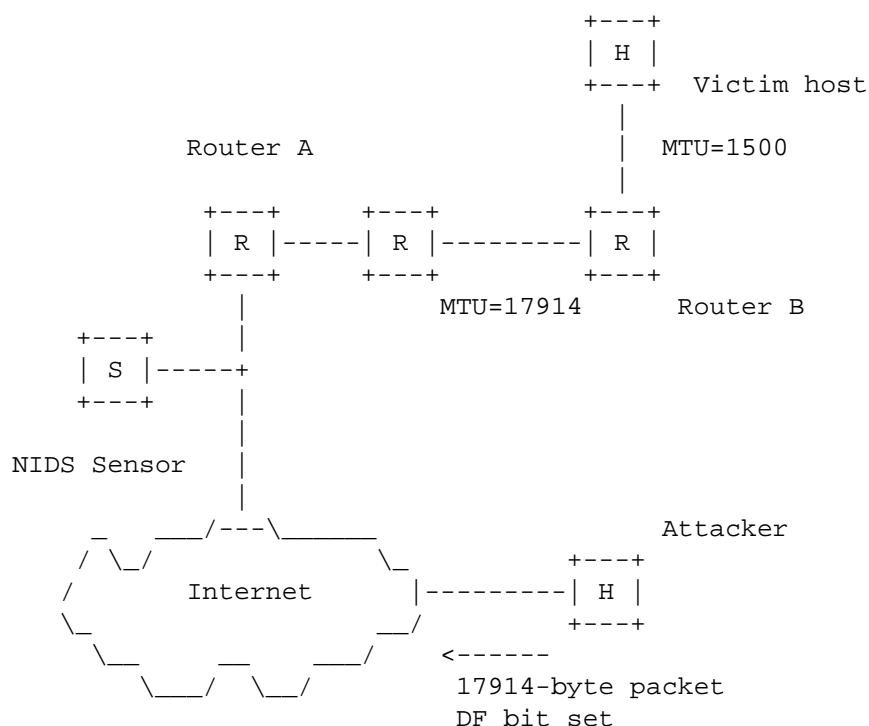 H
Victim host
Router A
MTU=1500
R R R
MTU=17914 Router B
S
NIDS Sensor
Attacker
Internet H
<------
17914-byte packet
DF bit set